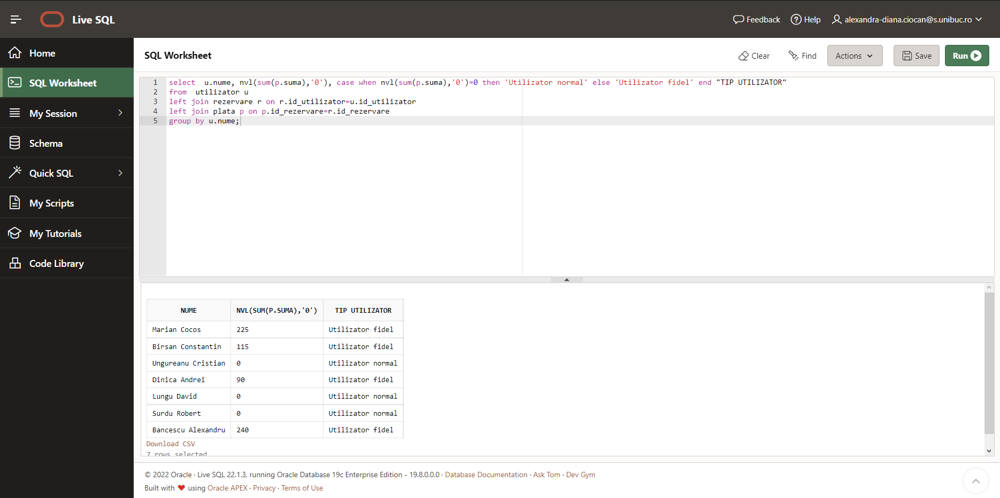 Live SQL
Feedback
Help
alexandra-diana.ciocan@s.unibuc.ro
Home
SQL Worksheet
My Session
Schema
Quick SQL
My Scripts
My Tutorials
Code Library
SQL Worksheet
Clear
Find
Actions
Save
Run
1 select  u.nume, nvl(sum(p.suma),'0'), case when nvl(sum(p.suma),'0')=0 then 'Utilizator normal' else 'Utilizator fidel' end "TIP UTILIZATOR"
2 from  utilizator u
3 left join rezervare r on r.id_utilizator=u.id_utilizator
4 left join plata p on p.id_rezervare=r.id_rezervare
5 group by u.nume;
NUME NVL(SUM(P.SUMA),'0') TIP UTILIZATOR
Marian Cocos 225 Utilizator fidel
Birsan Constantin 115 Utilizator fidel
Ungureanu Cristian 0 Utilizator normal
Dinica Andrei 90 Utilizator fidel
Lungu David 0 Utilizator normal
Surdu Robert 0 Utilizator normal
Bancescu Alexandru 240 Utilizator fidel
Download CSV
7 rows selected
© 2022 Oracle · Live SQL 22.1.3, running Oracle Database 19c Enterprise Edition - 19.8.0.0.0 · Database Documentation · Ask Tom · Dev Gym
Built with ❤ using Oracle APEX · Privacy · Terms of Use